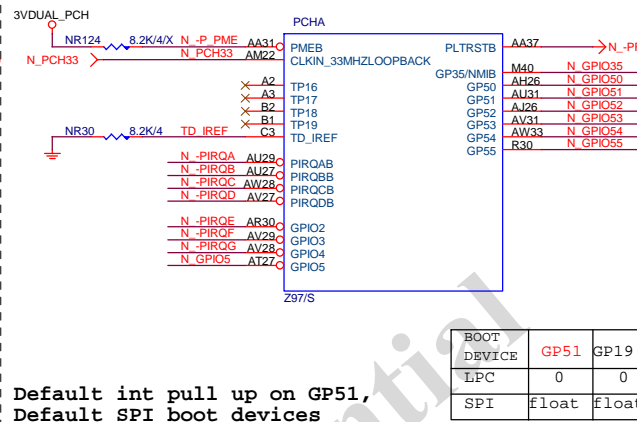 3VDUAL_PCH
PCHA
NR124 8.2K/4/X N_-P_PME AA31 PMEB
N_PCH33 N_PCH33 AM22 CLKIN_33MHZLOOPBACK
A2 TP16
A3 TP17
B2 TP18
B1 TP19
NR30 8.2K/4 TD_IREF C3 TD_IREF
N_-PIRQA AU29 PIRQAB
N_-PIRQB AU27 PIRQBB
N_-PIRQC AW28 PIRQCB
N_-PIRQD AV27 PIRQDB
N_-PIRQE AR30 GPIO2
N_-PIRQF AV29 GPIO3
N_-PIRQG AV28 GPIO4
N_GPIO5 AT27 GPIO5
PLTRSTB AA37
GP35/NMIB M40 N_GPIO35
GP50 AH26 N_GPIO50
GP51 AU31 N_GPIO51
GP52 AJ26 N_GPIO52
GP53 AV31 N_GPIO53
GP54 AW33 N_GPIO54
GP55 R30 N_GPIO55
Z97/S
BOOT
DEVICE GP51 GP19
LPC 0 0
SPI float float
Default int pull up on GP51,
Default SPI boot devices